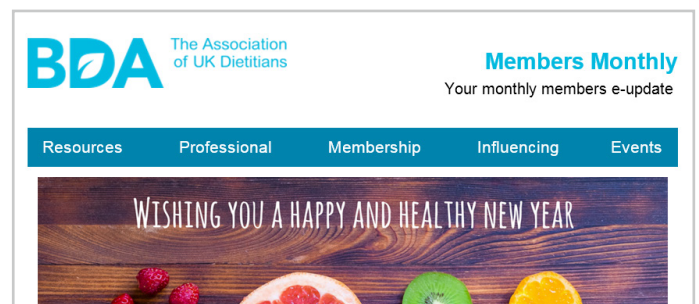 BDA
The Association
of UK Dietitians
Members Monthly
Your monthly members e-update
Resources Professional Membership Influencing Events
WISHING YOU A HAPPY AND HEALTHY NEW YEAR